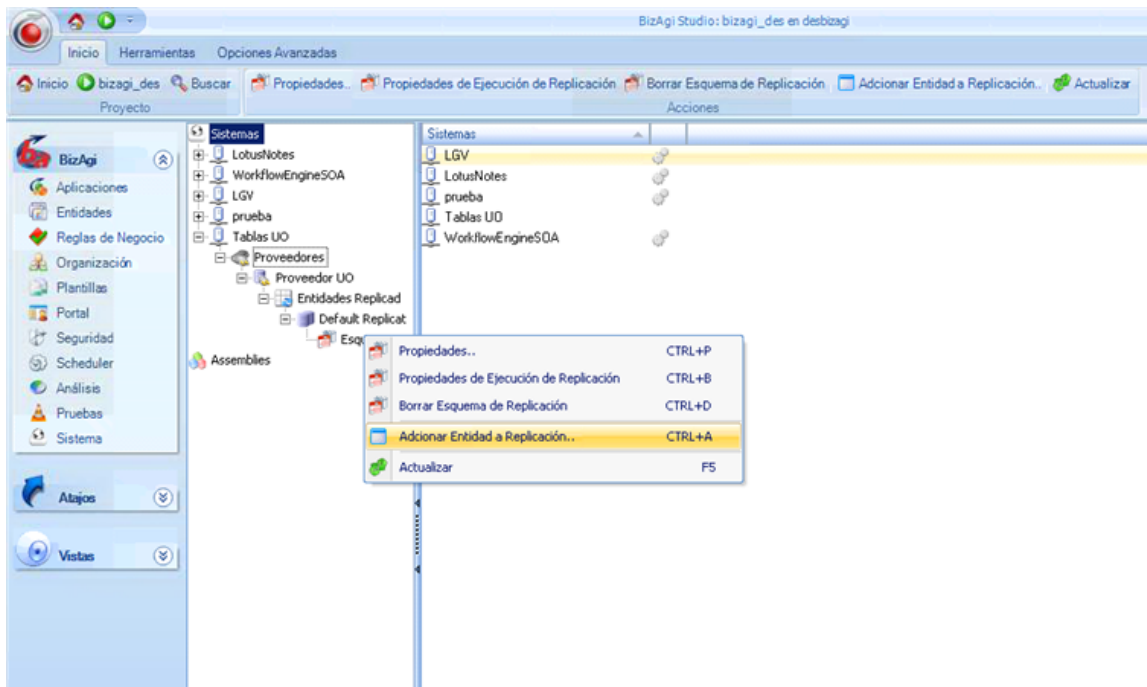 BizAgi Studio: bizagi_des en desbizagi
Inicio Herramientas Opciones Avanzadas
Inicio bizagi_des Buscar Propiedades.. Propiedades de Ejecución de Replicación Borrar Esquema de Replicación Adcionar Entidad a Replicación.. Actualizar
Proyecto Acciones
BizAgi
Aplicaciones
Entidades
Reglas de Negocio
Organización
Plantillas
Portal
Seguridad
Scheduler
Análisis
Pruebas
Sistema
Atajos
Vistas
Sistemas
LotusNotes
WorkflowEngineSOA
LGV
prueba
Tablas UO
Proveedores
Proveedor UO
Entidades Replicad
Default Replicat
Esq
Assemblies
Sistemas
LGV
LotusNotes
prueba
Tablas UO
WorkflowEngineSOA
Propiedades.. CTRL+P
Propiedades de Ejecución de Replicación CTRL+B
Borrar Esquema de Replicación CTRL+D
Adcionar Entidad a Replicación.. CTRL+A
Actualizar F5